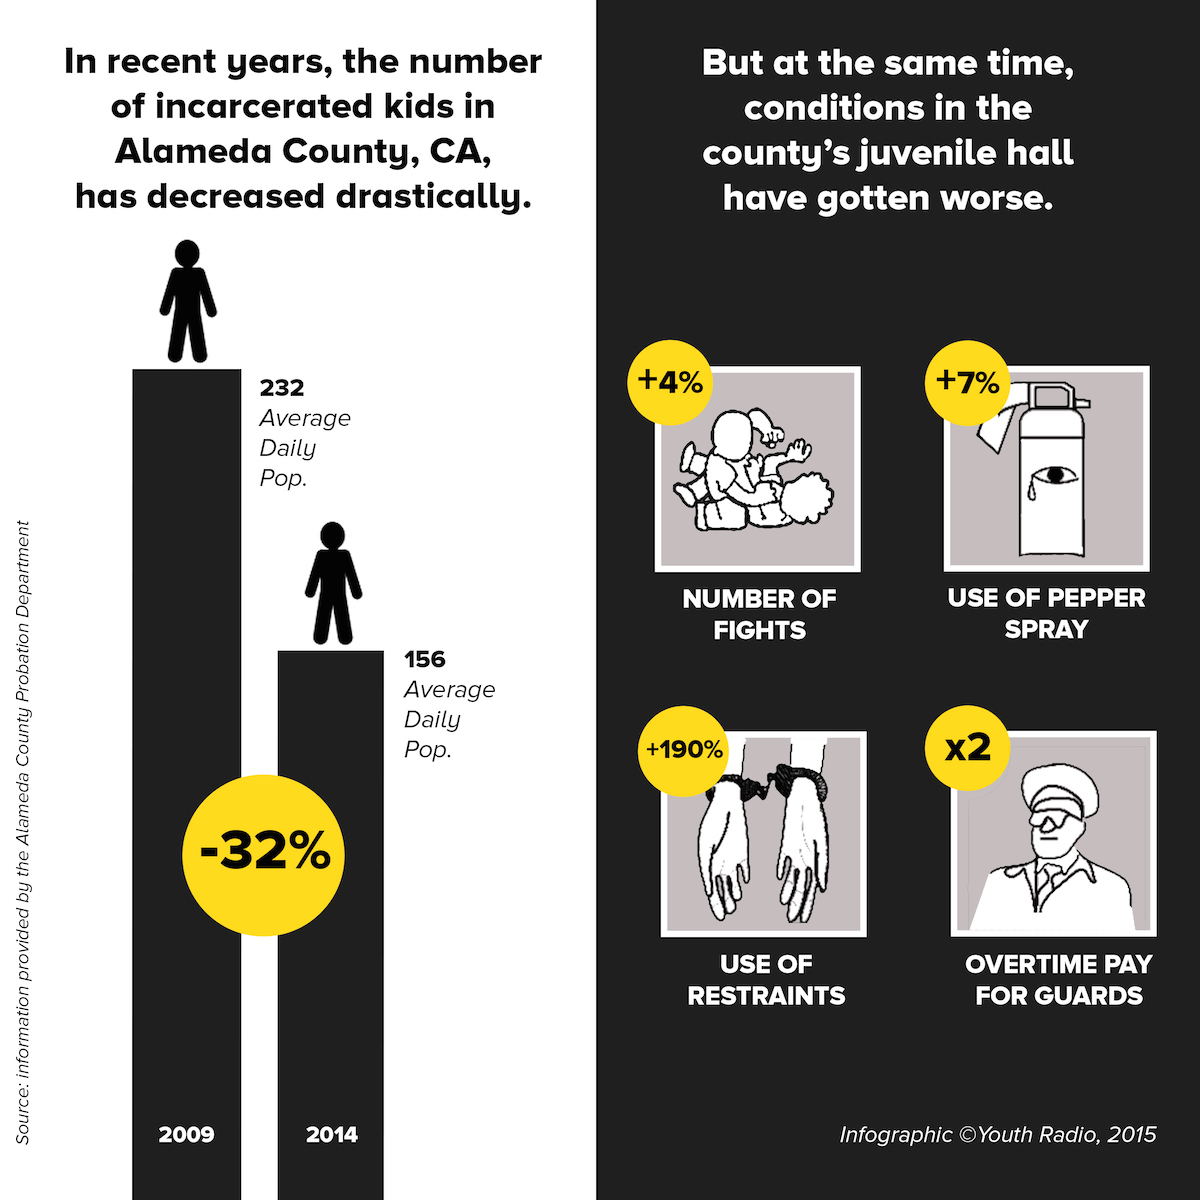 In recent years, the number
of incarcerated kids in
Alameda County, CA,
has decreased drastically.
232
Average
Daily
Pop.
156
Average
Daily
Pop.
-32%
2009
2014
Source: information provided by the Alameda County Probation Department
But at the same time,
conditions in the
county’s juvenile hall
have gotten worse.
+4%
NUMBER OF
FIGHTS
+7%
USE OF PEPPER
SPRAY
+190%
USE OF
RESTRAINTS
x2
OVERTIME PAY
FOR GUARDS
Infographic ©Youth Radio, 2015